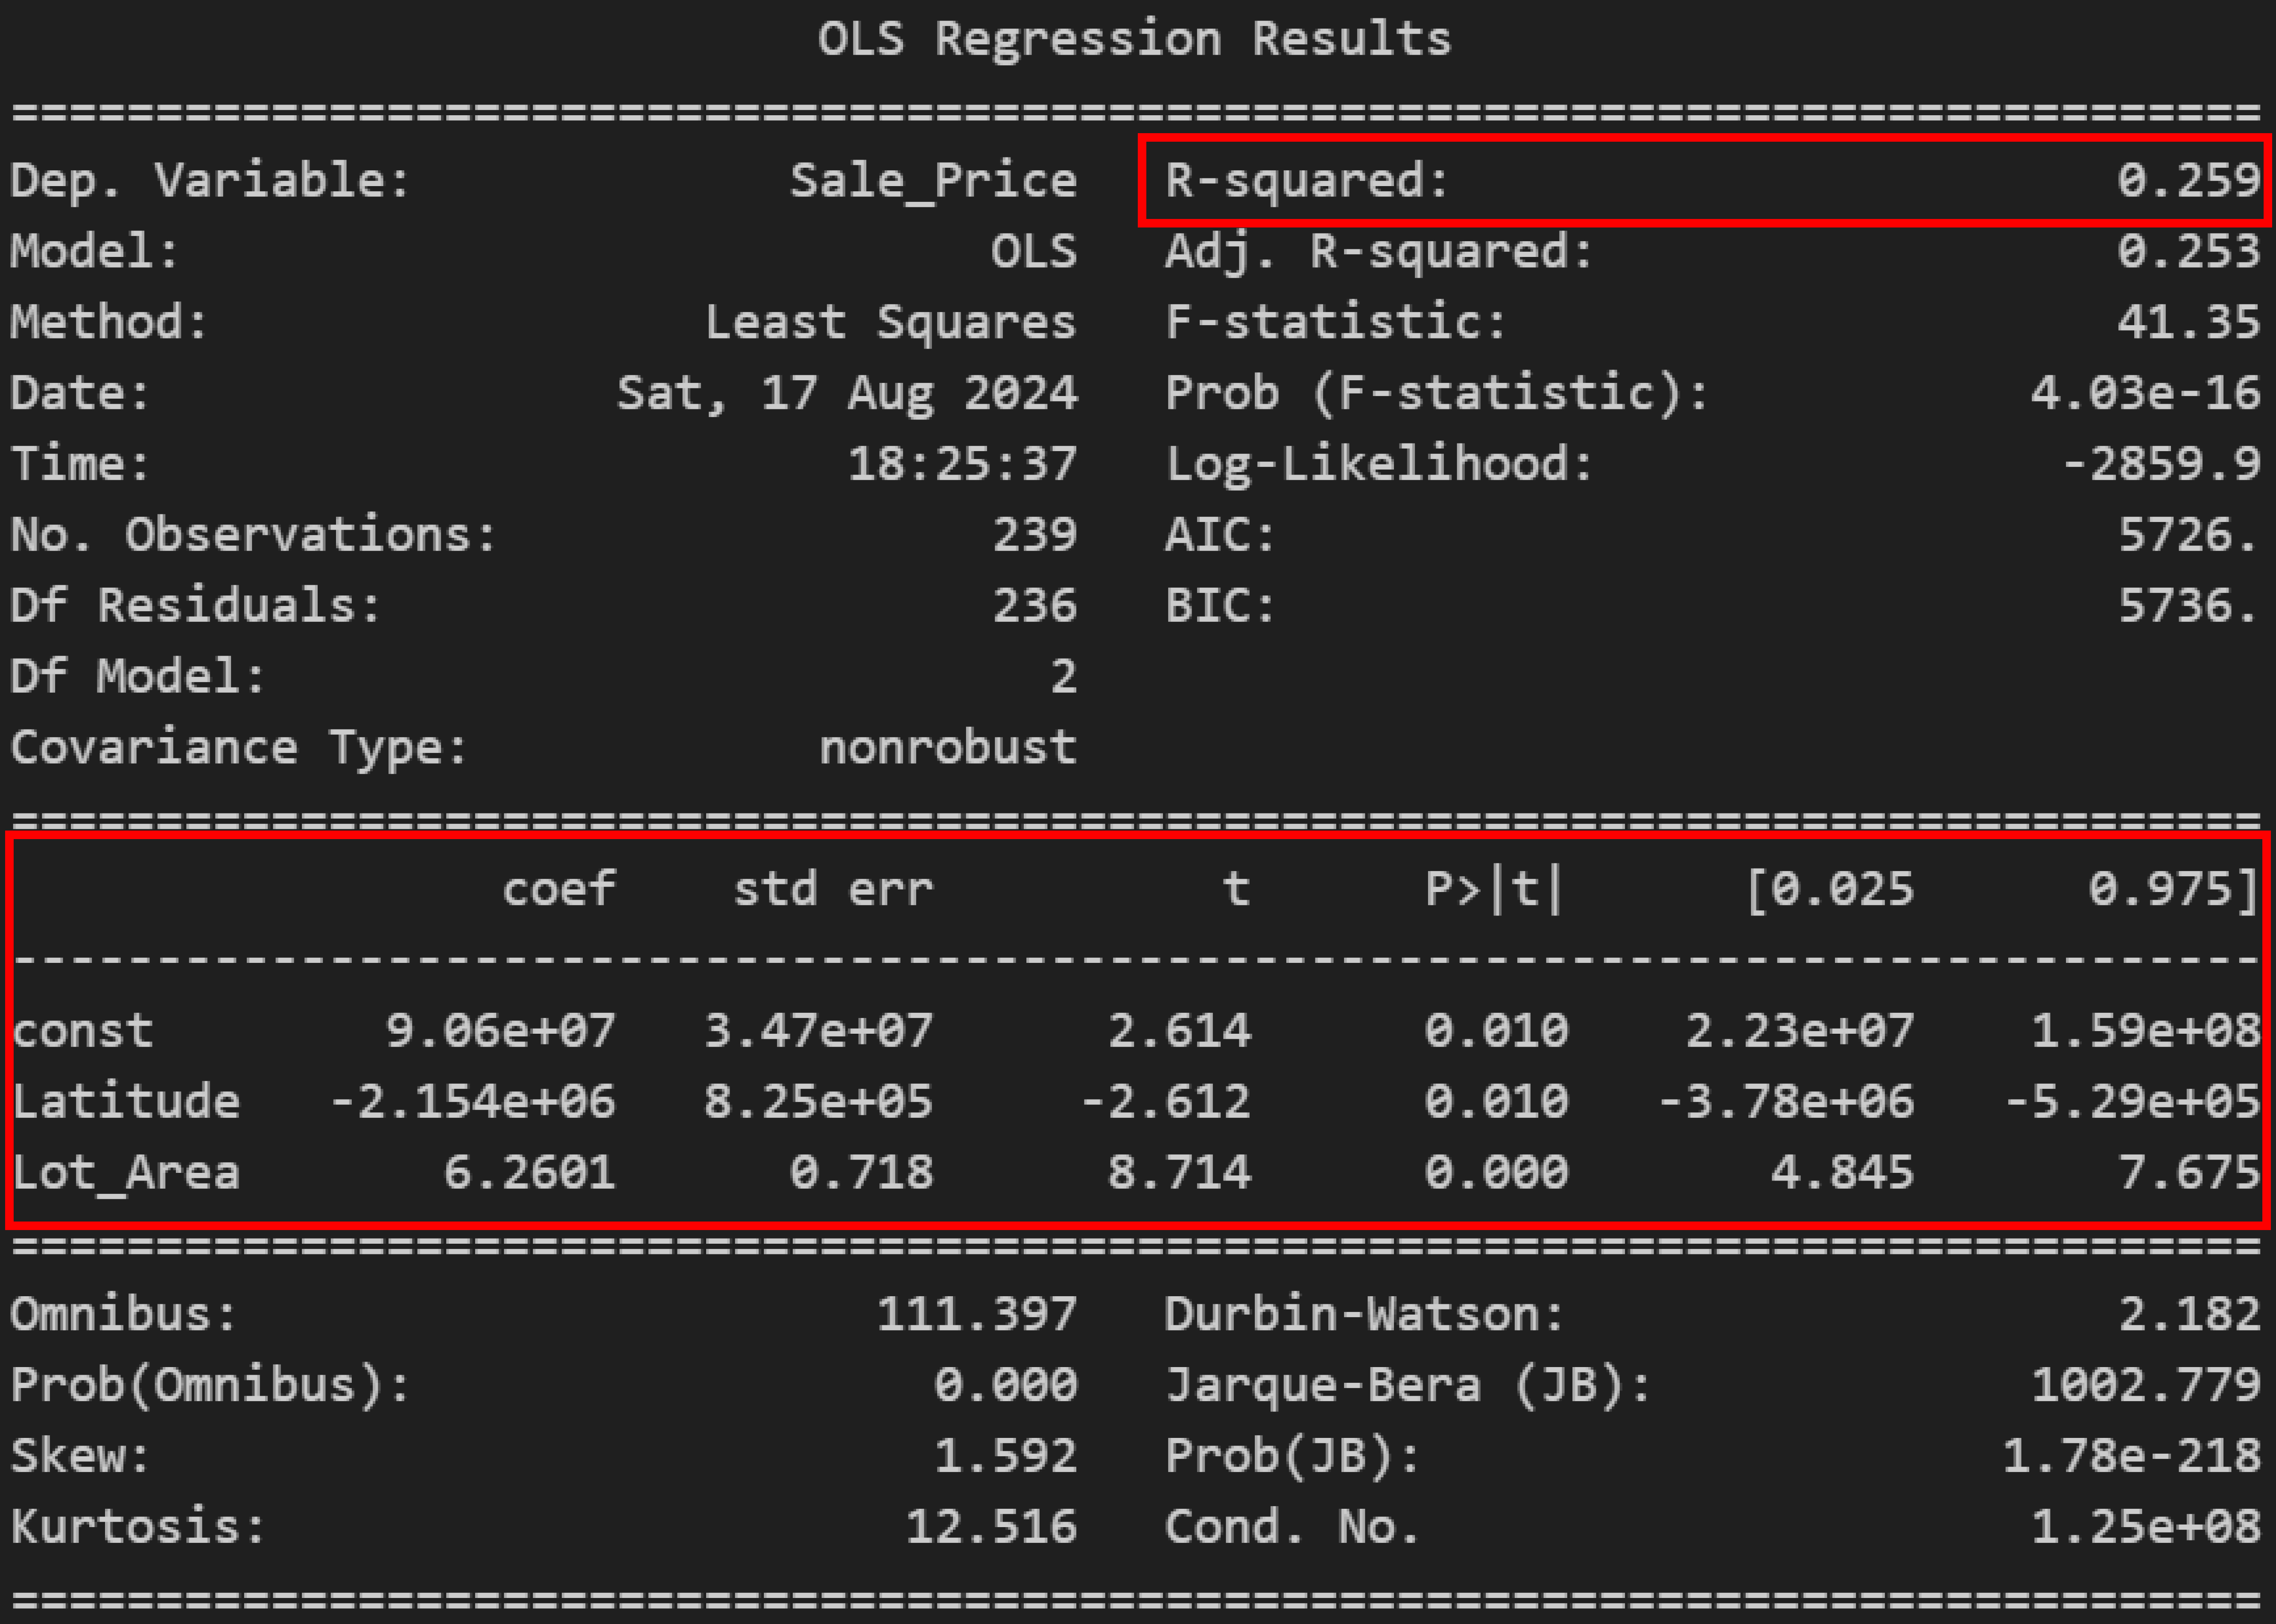 OLS Regression Results
==============================================================================
Dep. Variable:             Sale_Price   R-squared:                       0.259
Model:                            OLS   Adj. R-squared:                  0.253
Method:                 Least Squares   F-statistic:                     41.35
Date:                Sat, 17 Aug 2024   Prob (F-statistic):           4.03e-16
Time:                        18:25:37   Log-Likelihood:                -2859.9
No. Observations:                 239   AIC:                             5726.
Df Residuals:                     236   BIC:                             5736.
Df Model:                           2
Covariance Type:            nonrobust
==============================================================================
                 coef    std err          t      P>|t|      [0.025      0.975]
------------------------------------------------------------------------------
const        9.06e+07   3.47e+07      2.614      0.010    2.23e+07    1.59e+08
Latitude   -2.154e+06   8.25e+05     -2.612      0.010   -3.78e+06   -5.29e+05
Lot_Area       6.2601      0.718      8.714      0.000       4.845       7.675
==============================================================================
Omnibus:                      111.397   Durbin-Watson:                   2.182
Prob(Omnibus):                  0.000   Jarque-Bera (JB):             1002.779
Skew:                           1.592   Prob(JB):                    1.78e-218
Kurtosis:                      12.516   Cond. No.                     1.25e+08
==============================================================================